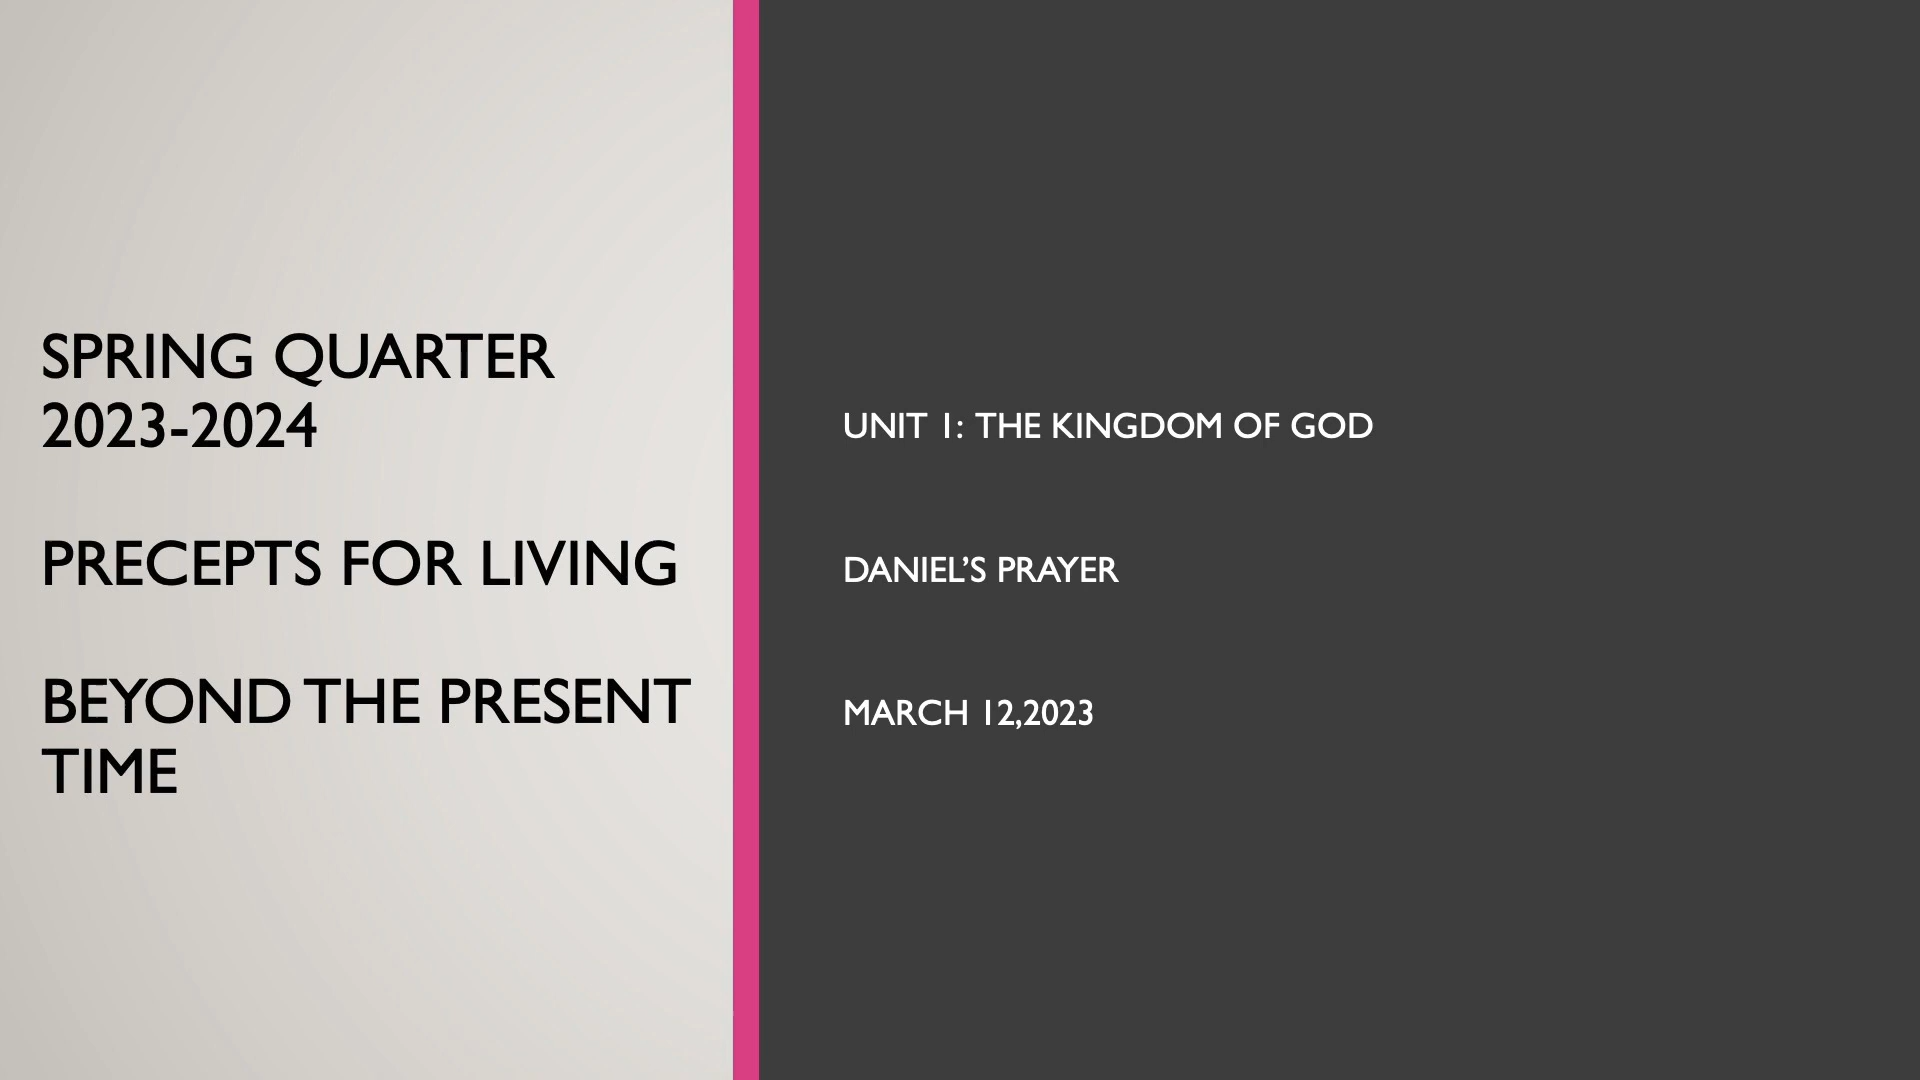 SPRING QUARTER
2023-2024
PRECEPTS FOR LIVING
BEYOND THE PRESENT
TIME
UNIT 1: THE KINGDOM OF GOD
DANIEL’S PRAYER
MARCH 12,2023